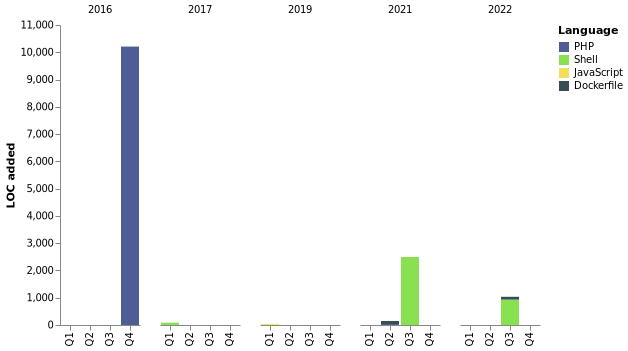 2016 2017 2019 2021 2022
Language
PHP
Shell
JavaScript
Dockerfile
LOC added
11,000
10,000
9,000
8,000
7,000
6,000
5,000
4,000
3,000
2,000
1,000
0
Q1 Q2 Q3 Q4 Q1 Q2 Q3 Q4 Q1 Q2 Q3 Q4 Q1 Q2 Q3 Q4 Q1 Q2 Q3 Q4